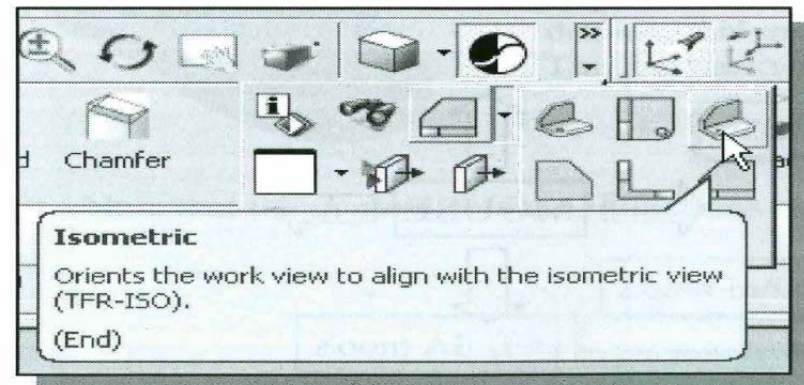 Chamfer
Isometric
Orients the work view to align with the isometric view
(TFR-ISO).
(End)